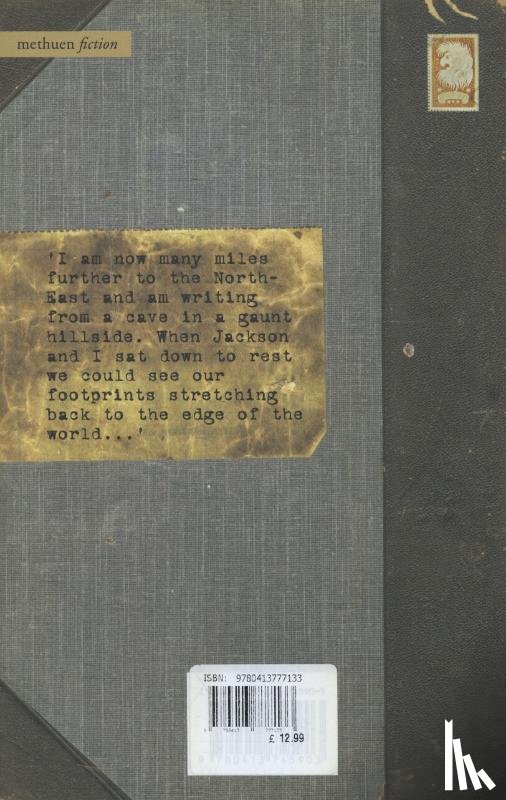 methuen fiction
'I am now many miles
further to the North-
East and am writing
from a cave in a gaunt
hillside. When Jackson
and I sat down to rest
we could see our
footprints stretching
back to the edge of the
world...'
ISBN: 9780413777133
£ 12.99